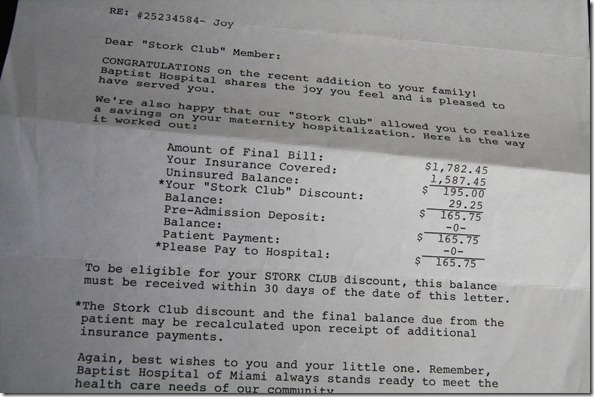 RE: #25234584- Joy
Dear "Stork Club" Member:
CONGRATULATIONS on the recent addition to your family!
Baptist Hospital shares the joy you feel and is pleased to
have served you.
We're also happy that our "Stork Club" allowed you to realize
a savings on your maternity hospitalization. Here is the way
it worked out:
Amount of Final Bill: $1,782.45
Your Insurance Covered: 1,587.45
Uninsured Balance: $ 195.00
*Your "Stork Club" Discount: 29.25
Balance: $ 165.75
Pre-Admission Deposit: -0-
Balance: $ 165.75
Patient Payment: -0-
*Please Pay to Hospital: $ 165.75
To be eligible for your STORK CLUB discount, this balance
must be received within 30 days of the date of this letter.
*The Stork Club discount and the final balance due from the
patient may be recalculated upon receipt of additional
insurance payments.
Again, best wishes to you and your little one. Remember,
Baptist Hospital of Miami always stands ready to meet the
health care needs of our community